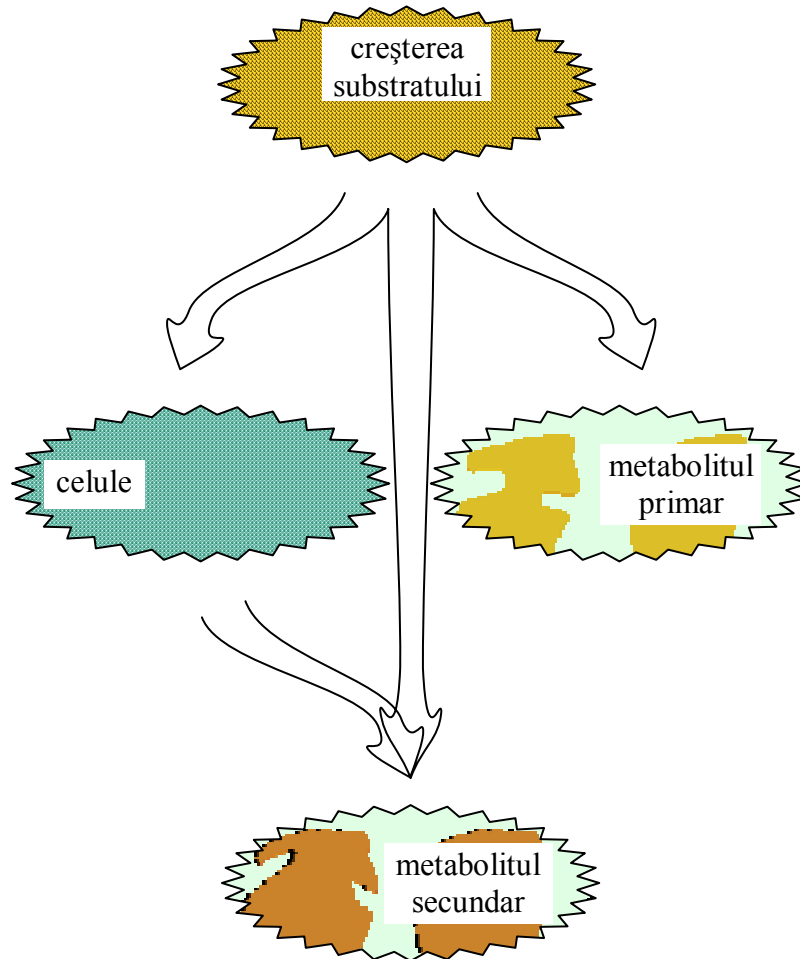 creşterea
substratului
celule
metabolitul
primar
metabolitul
secundar